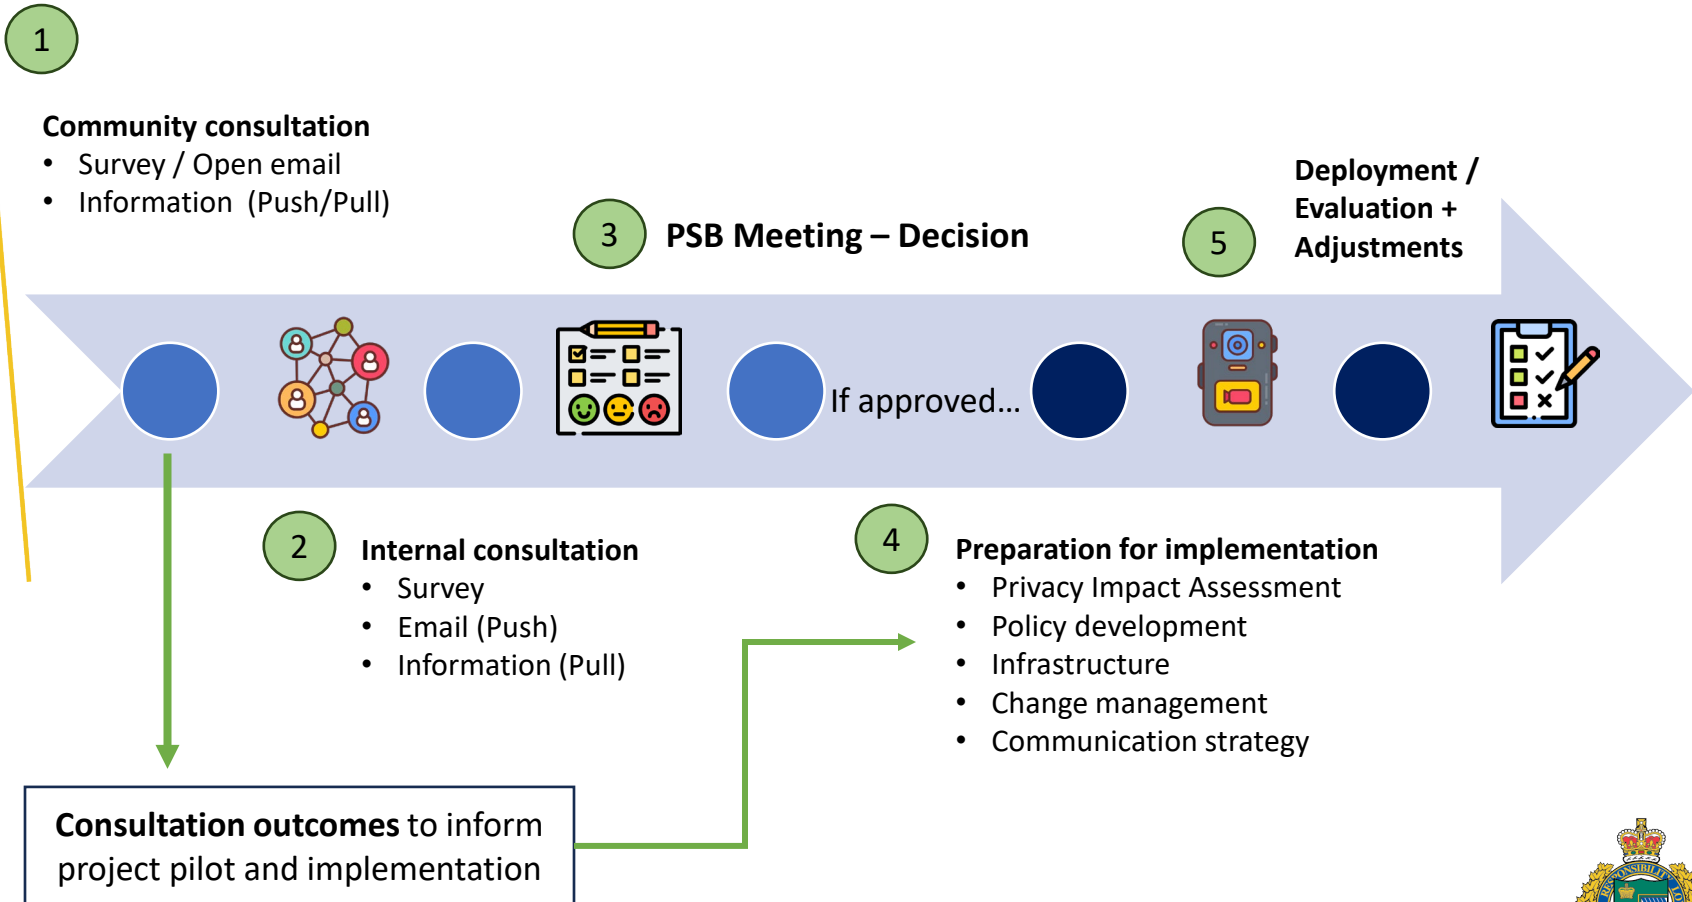 1
Community consultation
• Survey / Open email
• Information (Push/Pull)
3
PSB Meeting – Decision
5
Deployment /
Evaluation +
Adjustments
If approved...
2
Internal consultation
• Survey
• Email (Push)
• Information (Pull)
4
Preparation for implementation
• Privacy Impact Assessment
• Policy development
• Infrastructure
• Change management
• Communication strategy
Consultation outcomes to inform
project pilot and implementation